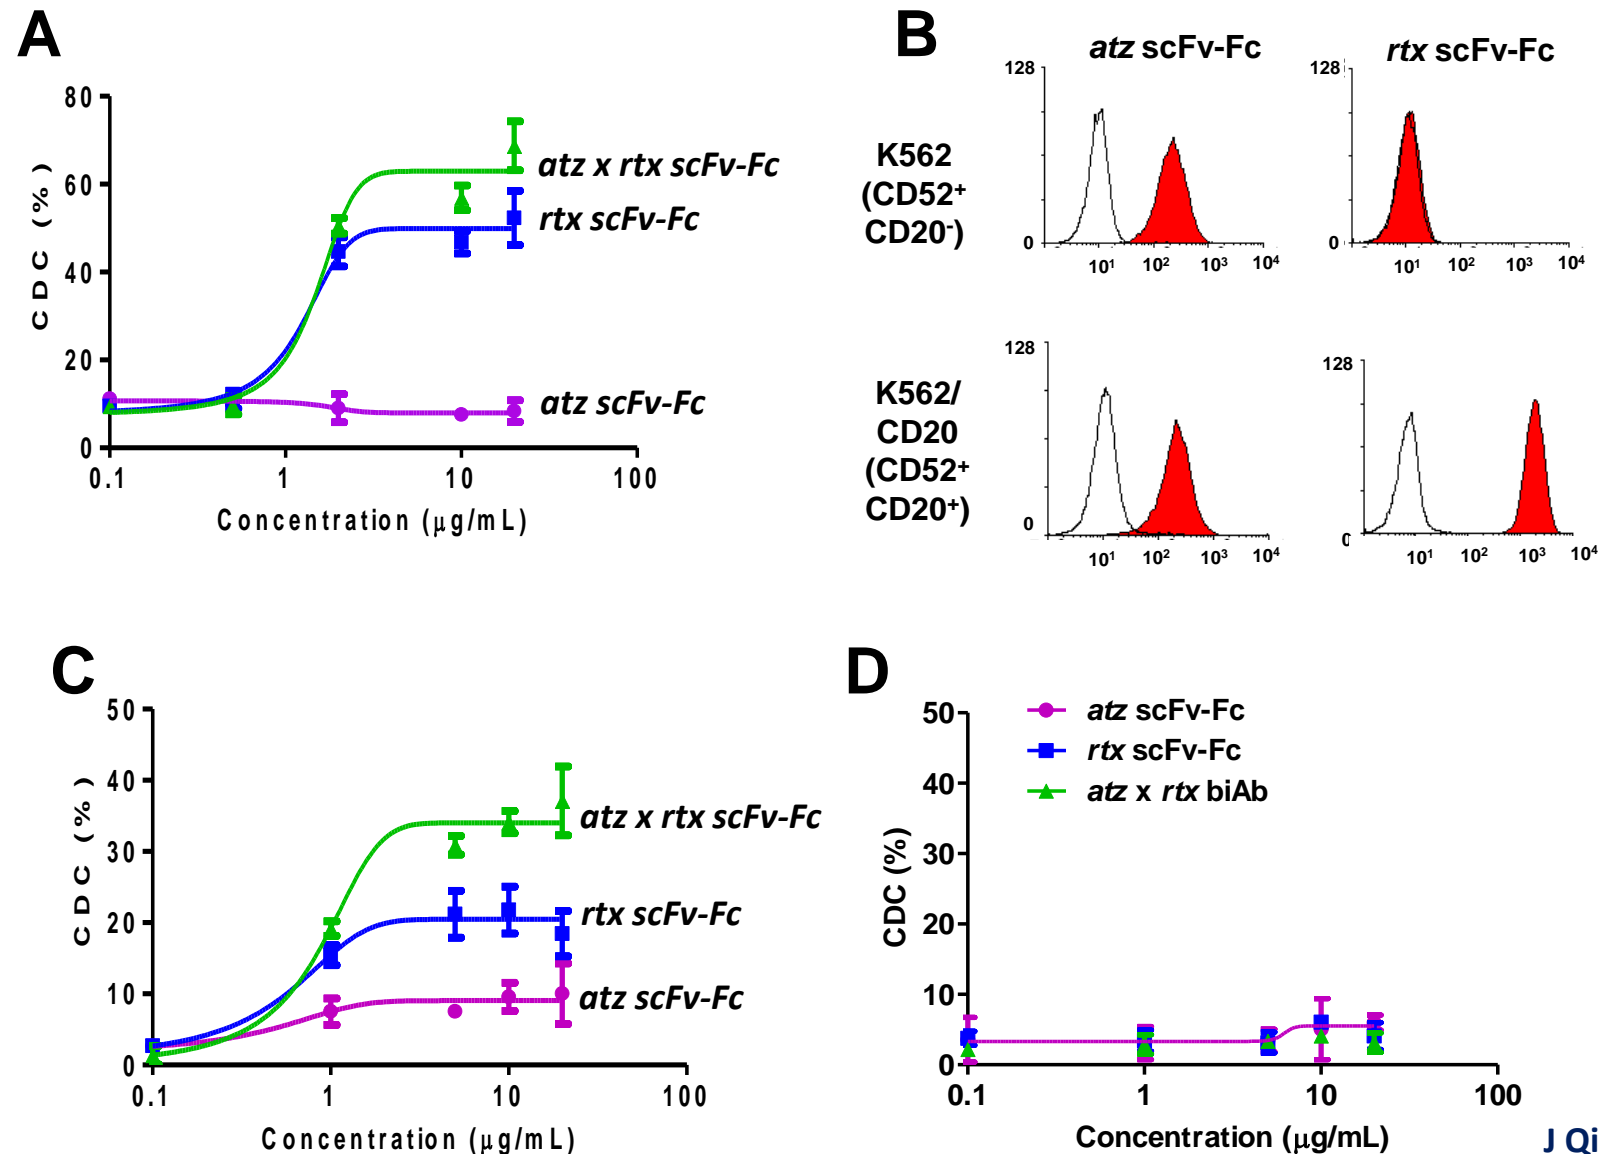 A
80
60
40
20
0
CDC (%)
0.1
1
10
100
Concentration (µg/mL)
atz x rtx scFv-Fc
rtx scFv-Fc
atz scFv-Fc
B
atz scFv-Fc
rtx scFv-Fc
K562
(CD52⁺
CD20⁻)
128
0
10¹ 10² 10³ 10⁴
128
0
10¹ 10² 10³ 10⁴
K562/
CD20
(CD52⁺
CD20⁺)
128
0
10¹ 10² 10³ 10⁴
128
0
10¹ 10² 10³ 10⁴
C
50
40
30
20
10
0
CDC (%)
0.1
1
10
100
Concentration (µg/mL)
atz x rtx scFv-Fc
rtx scFv-Fc
atz scFv-Fc
D
atz scFv-Fc
rtx scFv-Fc
atz x rtx biAb
50
40
30
20
10
0
CDC (%)
0.1
1
10
100
Concentration (µg/mL)
J Qi